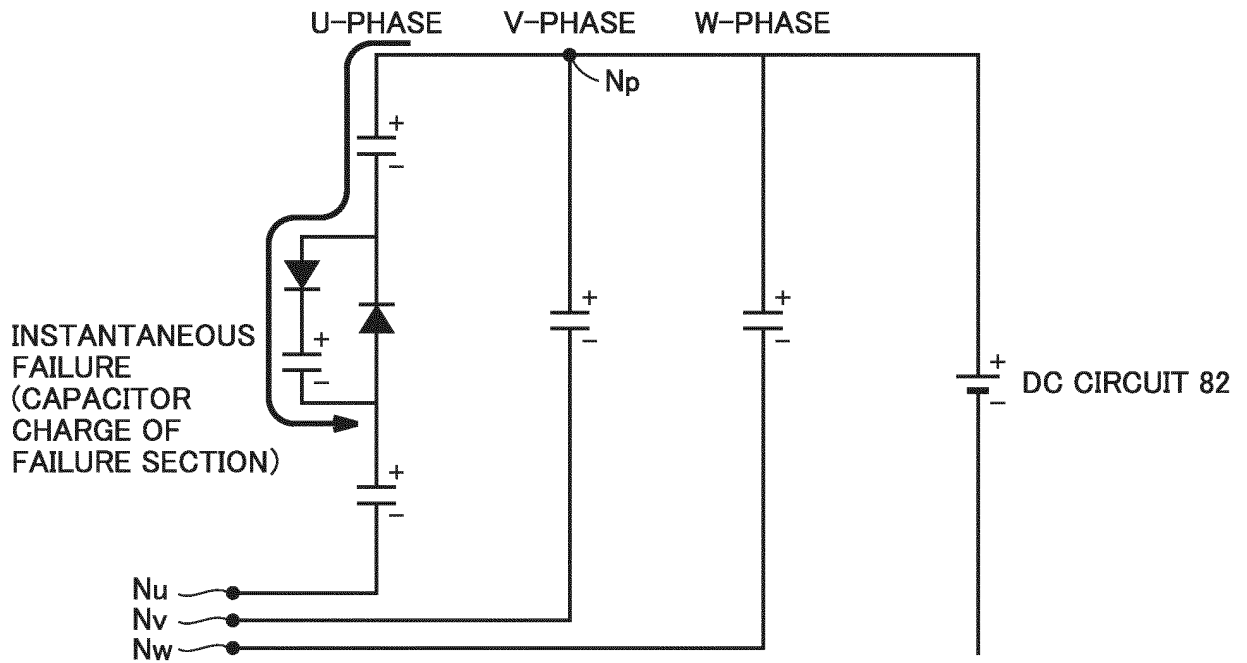 U-PHASE V-PHASE W-PHASE
Np
+
−
+
−
+
−
+
−
+
−
+
−
INSTANTANEOUS
FAILURE
(CAPACITOR
CHARGE OF
FAILURE SECTION)
DC CIRCUIT 82
Nu
Nv
Nw